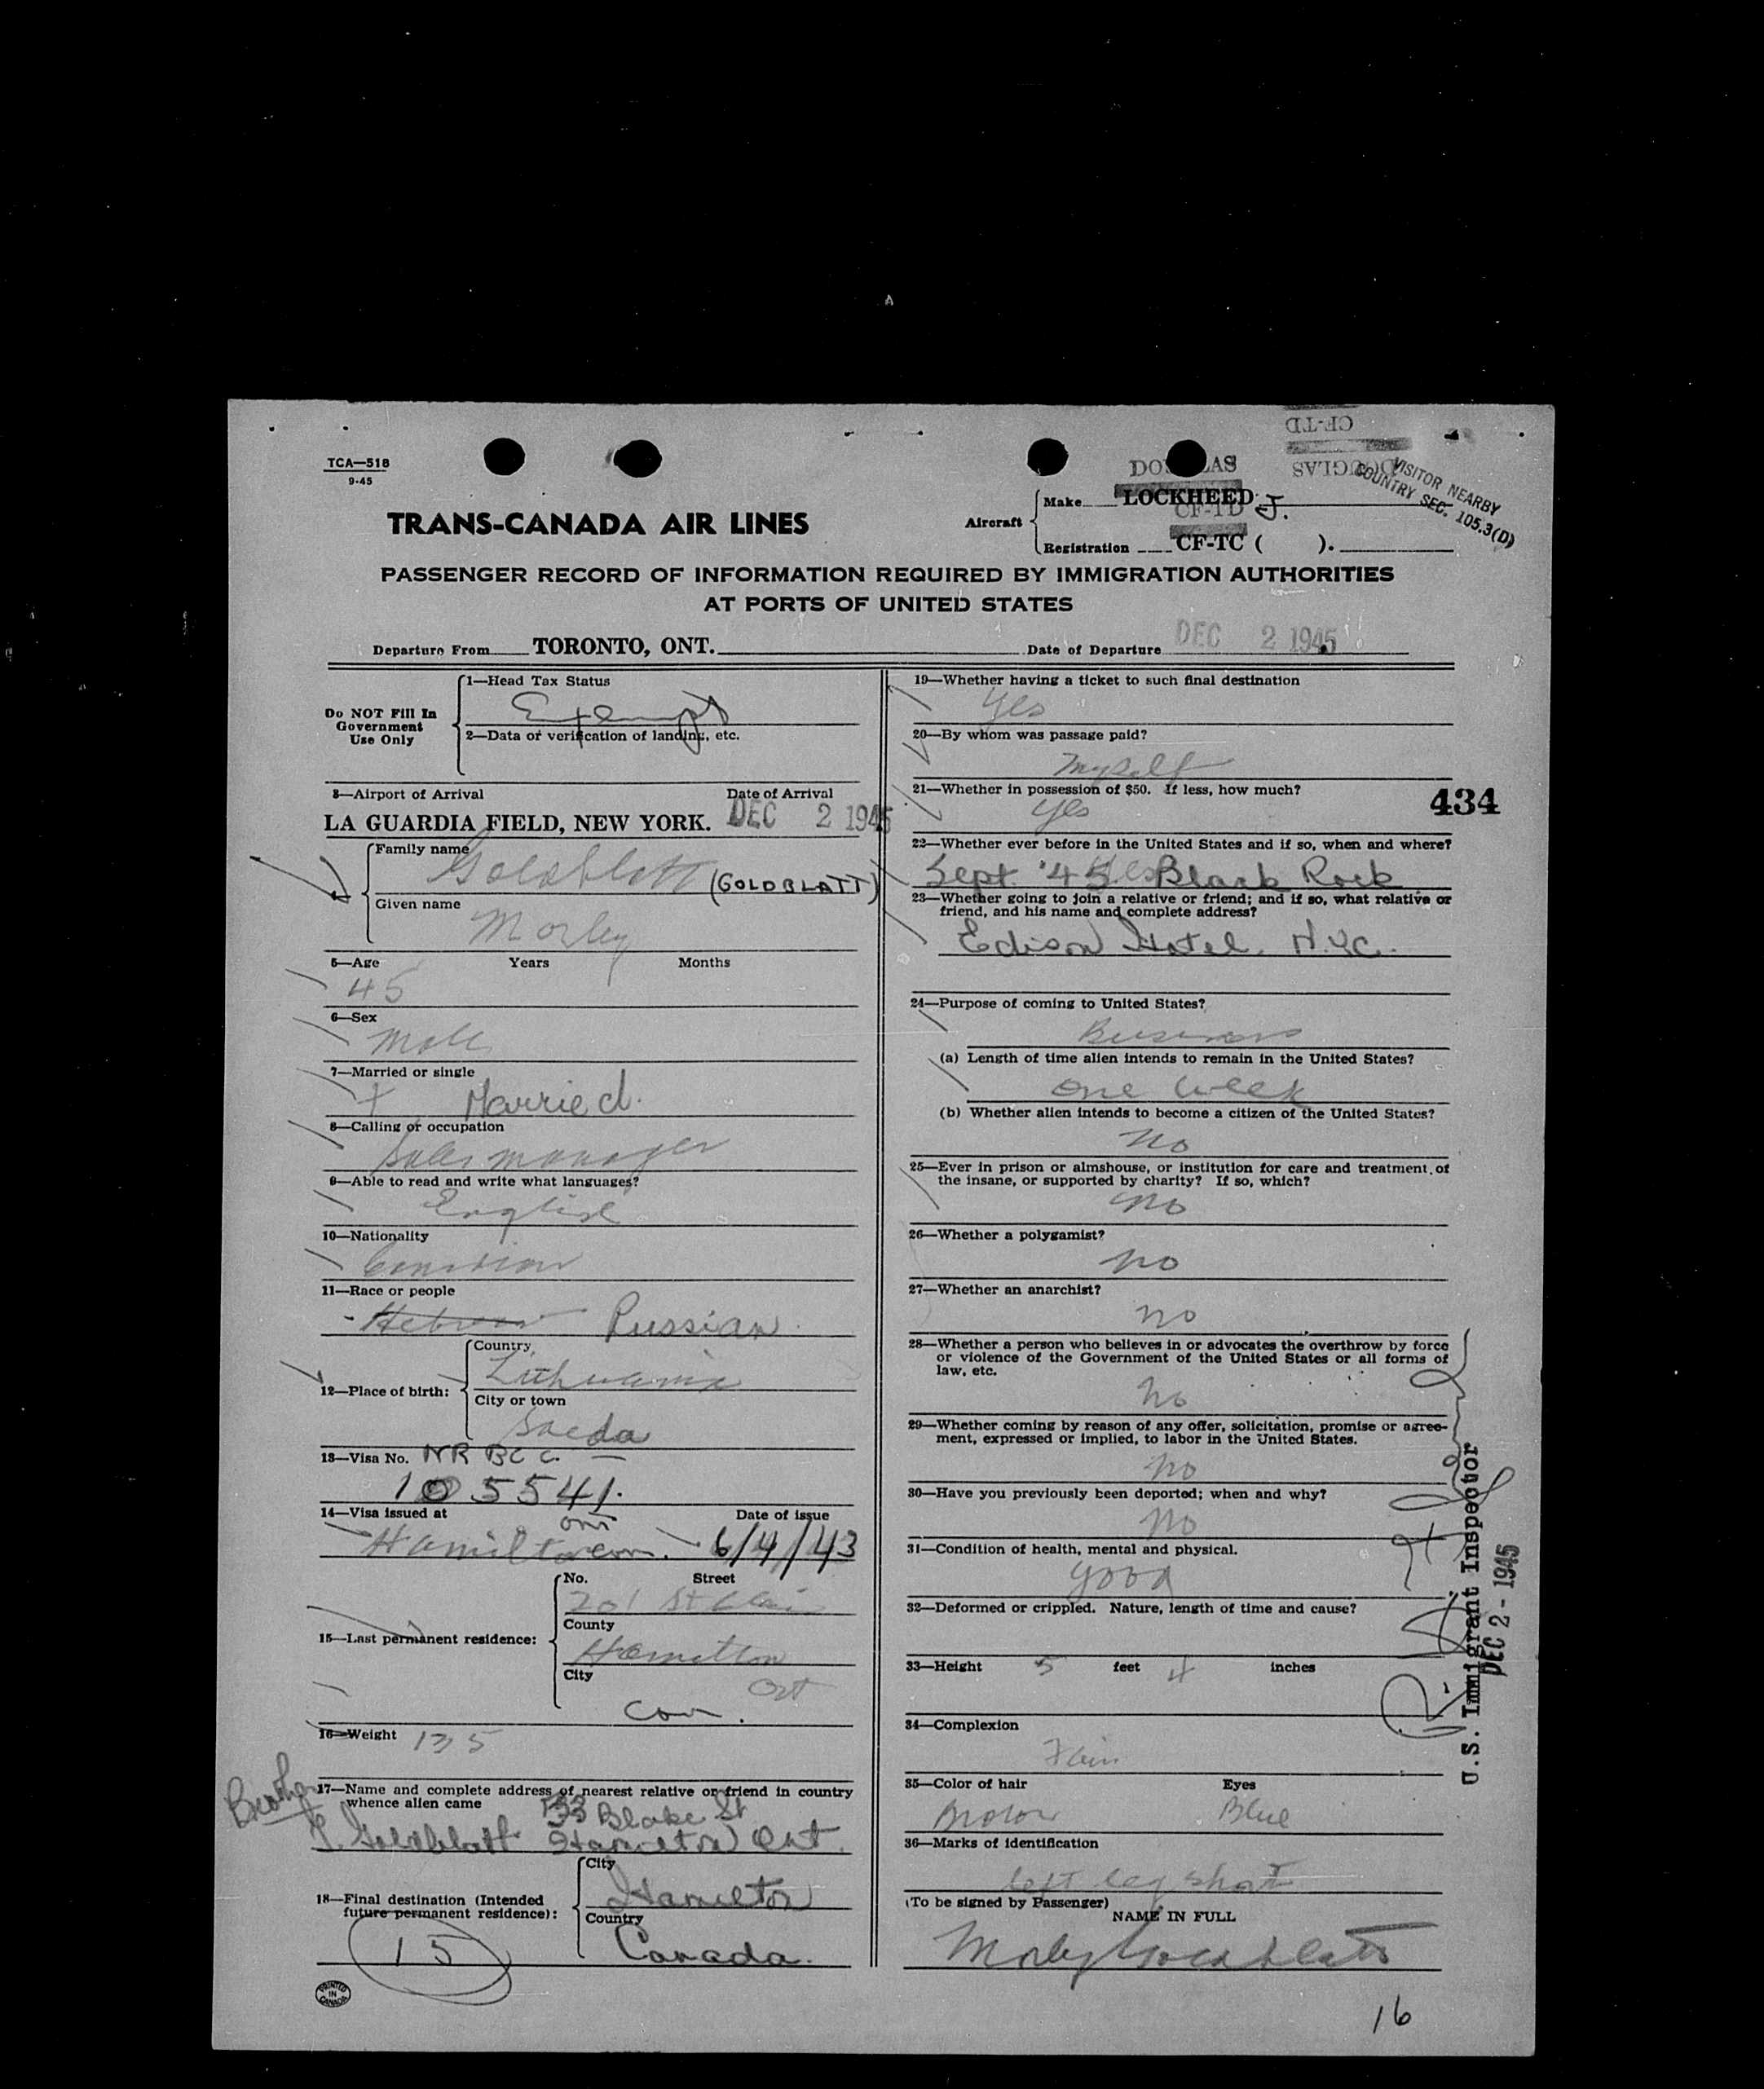 CF-TD
DOUGLAS
DOUGLAS
VISITOR NEARBY
COUNTRY SEC. 105.3(D)
TCA—518
9-45
TRANS-CANADA AIR LINES
Aircraft
Make LOCKHEED J.
CF-TD
Registration CF-TC ( ).
PASSENGER RECORD OF INFORMATION REQUIRED BY IMMIGRATION AUTHORITIES
AT PORTS OF UNITED STATES
Departure From TORONTO, ONT. Date of Departure DEC 2 1945
Do NOT Fill In
Government
Use Only
1—Head Tax Status
Exempt
2—Data or verification of landing, etc.
3—Airport of Arrival Date of Arrival
LA GUARDIA FIELD, NEW YORK. DEC 2 1945
Family name
Goldblatt (GOLDBLATT)
Given name
Morley
5—Age Years Months
45
6—Sex
Male
7—Married or single
Married.
8—Calling or occupation
Sales manager
9—Able to read and write what languages?
English
10—Nationality
Canadian
11—Race or people
Hebrew Russian
12—Place of birth:
Country
Lithuania
City or town
13—Visa No. NR BCC.
105541.
14—Visa issued at Date of issue
Ont
Hamilton 6/4/43
15—Last permanent residence:
No. Street
201 St Clair
County
Hamilton
City
Ont
Can.
16—Weight 135
Brother
17—Name and complete address of nearest relative or friend in country
whence alien came
Blake St
Goldblatt Hamilton Ont.
18—Final destination (Intended
future permanent residence):
City
Hamilton
Country
Canada.
15
PRINTED
IN
CANADA
19—Whether having a ticket to such final destination
Yes
20—By whom was passage paid?
Myself
21—Whether in possession of $50. If less, how much?
Yes
434
22—Whether ever before in the United States and if so, when and where?
Sept. '45 Yes Black Rock
23—Whether going to join a relative or friend; and if so, what relative or
friend, and his name and complete address?
Edison Hotel. N.Y.C.
24—Purpose of coming to United States?
Business
(a) Length of time alien intends to remain in the United States?
one week
(b) Whether alien intends to become a citizen of the United States?
no
25—Ever in prison or almshouse, or institution for care and treatment of
the insane, or supported by charity? If so, which?
no
26—Whether a polygamist?
no
27—Whether an anarchist?
no
28—Whether a person who believes in or advocates the overthrow by force
or violence of the Government of the United States or all forms of
law, etc.
no
29—Whether coming by reason of any offer, solicitation, promise or agree-
ment, expressed or implied, to labor in the United States.
no
30—Have you previously been deported; when and why?
no
31—Condition of health, mental and physical.
good
32—Deformed or crippled. Nature, length of time and cause?
33—Height 5 feet 4 inches
34—Complexion
Fair
35—Color of hair Eyes
Brown Blue
36—Marks of identification
left leg short
(To be signed by Passenger)
NAME IN FULL
Morley Goldblatt
U.S. Immigrant Inspector
DEC 2 - 1945
16